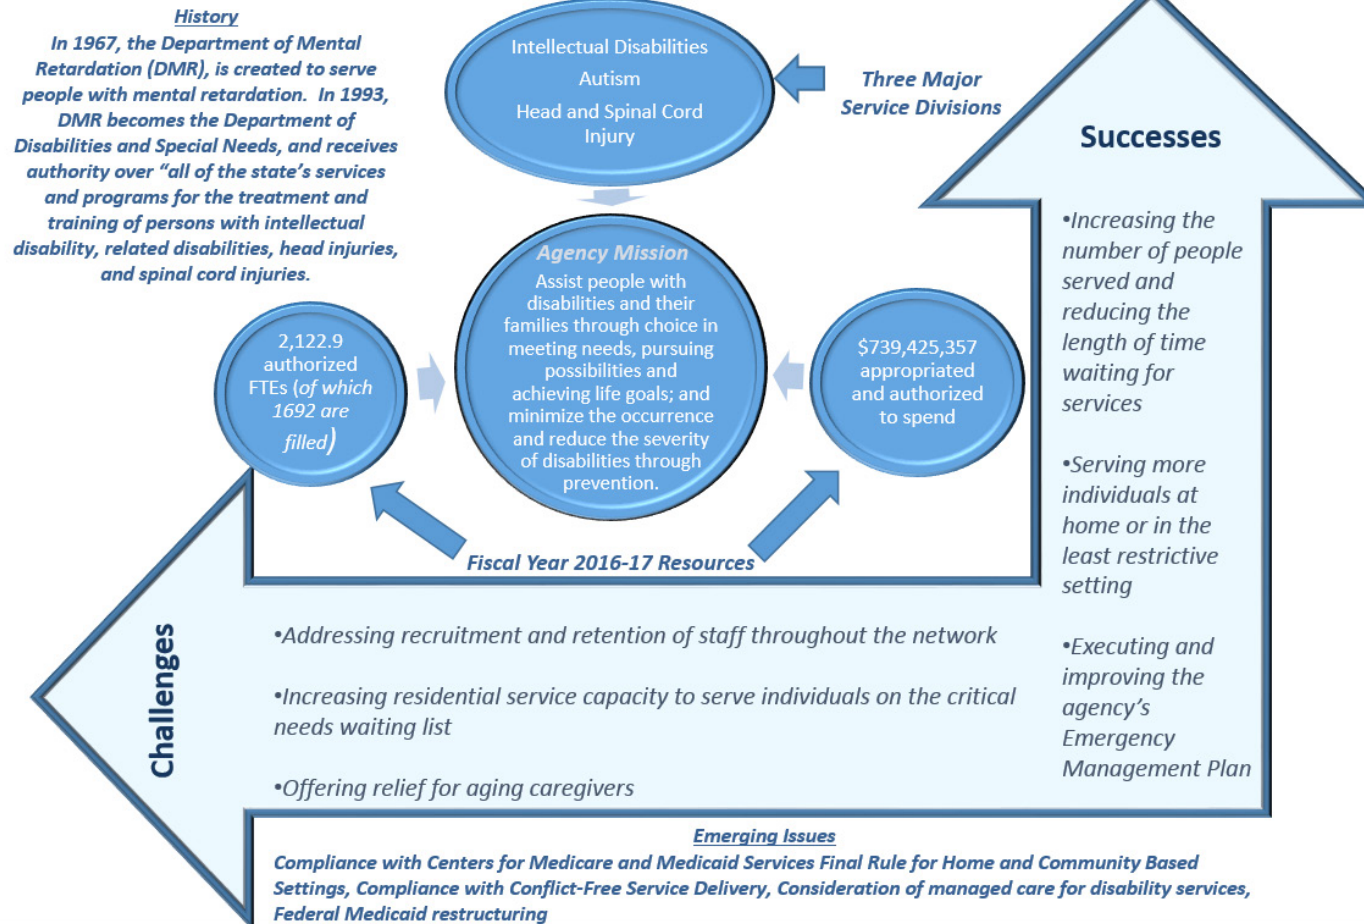 History
In 1967, the Department of Mental
Retardation (DMR), is created to serve
people with mental retardation.  In 1993,
DMR becomes the Department of
Disabilities and Special Needs, and receives
authority over “all of the state’s services
and programs for the treatment and
training of persons with intellectual
disability, related disabilities, head injuries,
and spinal cord injuries.
Intellectual Disabilities
Autism
Head and Spinal Cord
Injury
Three Major
Service Divisions
Agency Mission
Assist people with
disabilities and their
families through choice in
meeting needs, pursuing
possibilities and
achieving life goals; and
minimize the occurrence
and reduce the severity
of disabilities through
prevention.
2,122.9
authorized
FTEs (of which
1692 are
filled)
$739,425,357
appropriated
and authorized
to spend
Fiscal Year 2016-17 Resources
Successes
•Increasing the
number of people
served and
reducing the
length of time
waiting for
services
•Serving more
individuals at
home or in the
least restrictive
setting
•Executing and
improving the
agency’s
Emergency
Management Plan
Challenges
•Addressing recruitment and retention of staff throughout the network
•Increasing residential service capacity to serve individuals on the critical
needs waiting list
•Offering relief for aging caregivers
Emerging Issues
Compliance with Centers for Medicare and Medicaid Services Final Rule for Home and Community Based
Settings, Compliance with Conflict-Free Service Delivery, Consideration of managed care for disability services,
Federal Medicaid restructuring